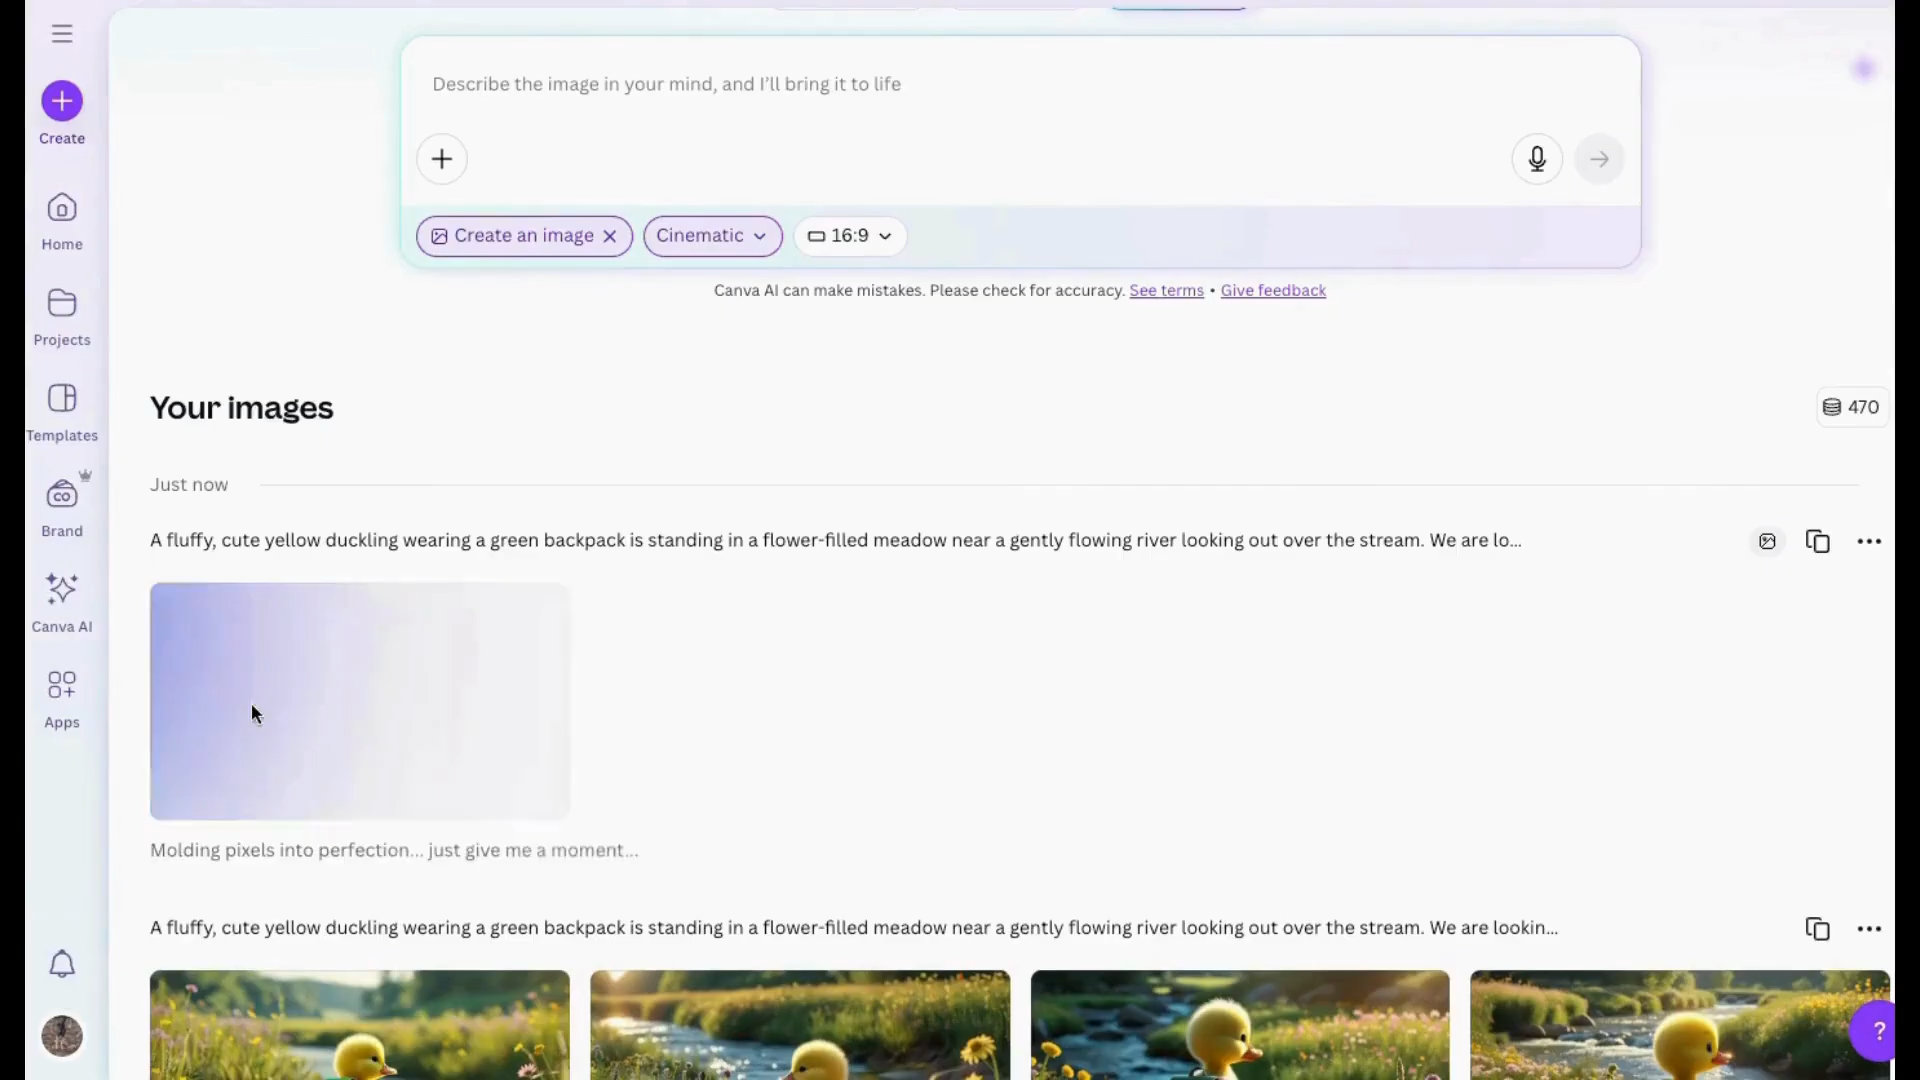 Describe the image in your mind, and I’ll bring it to life
Create an image
Cinematic
16:9
Canva AI can make mistakes. Please check for accuracy. See terms • Give feedback
Create
Home
Projects
Templates
CO
Brand
Canva AI
Apps
Your images
470
Just now
A fluffy, cute yellow duckling wearing a green backpack is standing in a flower-filled meadow near a gently flowing river looking out over the stream. We are lo...
Molding pixels into perfection... just give me a moment...
A fluffy, cute yellow duckling wearing a green backpack is standing in a flower-filled meadow near a gently flowing river looking out over the stream. We are lookin...
?